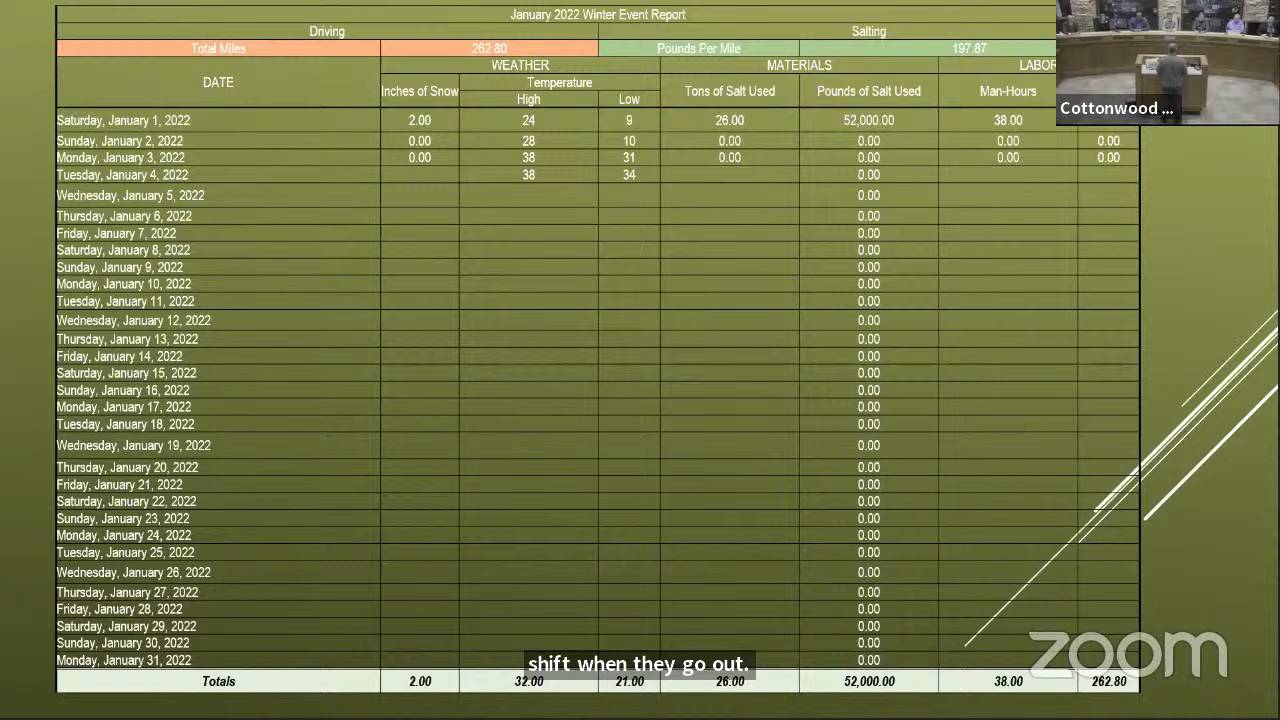 January 2022 Winter Event Report
Driving Salting
Total Miles 262.80 Pounds Per Mile 197.87
WEATHER MATERIALS LABOR
DATE Inches of Snow Temperature Tons of Salt Used Pounds of Salt Used Man-Hours
High Low
Cottonwood ...
Saturday, January 1, 2022 2.00 24 9 26.00 52,000.00 38.00
Sunday, January 2, 2022 0.00 28 10 0.00 0.00 0.00 0.00
Monday, January 3, 2022 0.00 38 31 0.00 0.00 0.00 0.00
Tuesday, January 4, 2022 38 34 0.00
Wednesday, January 5, 2022 0.00
Thursday, January 6, 2022 0.00
Friday, January 7, 2022 0.00
Saturday, January 8, 2022 0.00
Sunday, January 9, 2022 0.00
Monday, January 10, 2022 0.00
Tuesday, January 11, 2022 0.00
Wednesday, January 12, 2022 0.00
Thursday, January 13, 2022 0.00
Friday, January 14, 2022 0.00
Saturday, January 15, 2022 0.00
Sunday, January 16, 2022 0.00
Monday, January 17, 2022 0.00
Tuesday, January 18, 2022 0.00
Wednesday, January 19, 2022 0.00
Thursday, January 20, 2022 0.00
Friday, January 21, 2022 0.00
Saturday, January 22, 2022 0.00
Sunday, January 23, 2022 0.00
Monday, January 24, 2022 0.00
Tuesday, January 25, 2022 0.00
Wednesday, January 26, 2022 0.00
Thursday, January 27, 2022 0.00
Friday, January 28, 2022 0.00
Saturday, January 29, 2022 0.00
Sunday, January 30, 2022 0.00
Monday, January 31, 2022 0.00
shift when they go out.
Totals 2.00 32.00 21.00 26.00 52,000.00 38.00 262.80
zoom